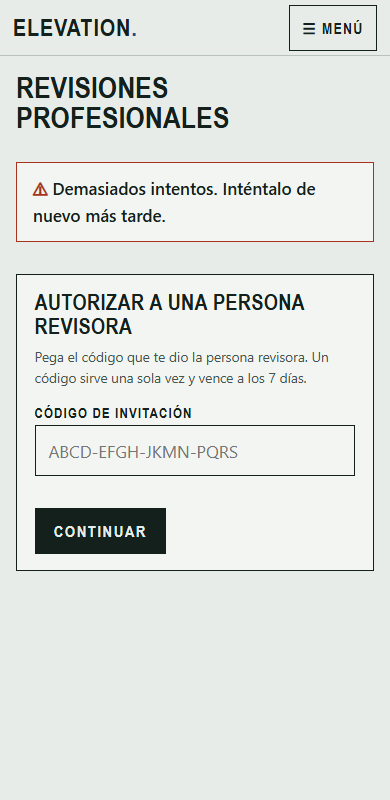 ELEVATION.
☰ MENÚ
REVISIONES
PROFESIONALES
⚠ Demasiados intentos. Inténtalo de
nuevo más tarde.
AUTORIZAR A UNA PERSONA
REVISORA
Pega el código que te dio la persona revisora. Un
código sirve una sola vez y vence a los 7 días.
CÓDIGO DE INVITACIÓN
ABCD-EFGH-JKMN-PQRS
CONTINUAR